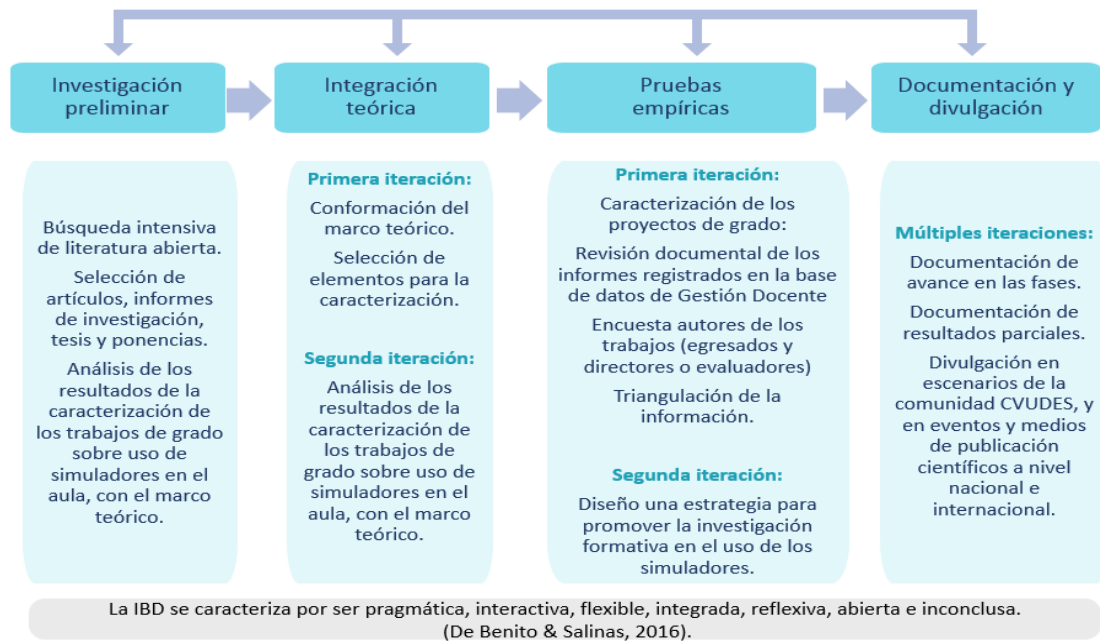 Investigación
preliminar
Integración
teórica
Pruebas
empíricas
Documentación y
divulgación
Búsqueda intensiva
de literatura abierta.
Selección de
artículos, informes
de investigación,
tesis y ponencias.
Análisis de los
resultados de la
caracterización de
los trabajos de grado
sobre uso de
simuladores en el
aula, con el marco
teórico.
Primera iteración:
Conformación del
marco teórico.
Selección de
elementos para la
caracterización.
Segunda iteración:
Análisis de los
resultados de la
caracterización de
los trabajos de
grado sobre uso de
simuladores en el
aula, con el marco
teórico.
Primera iteración:
Caracterización de los
proyectos de grado:
Revisión documental de los
informes registrados en la base
de datos de Gestión Docente
Encuesta autores de los
trabajos (egresados y
directores o evaluadores)
Triangulación de la
información.
Segunda iteración:
Diseño una estrategia para
promover la investigación
formativa en el uso de los
simuladores.
Múltiples iteraciones:
Documentación de
avance en las fases.
Documentación de
resultados parciales.
Divulgación en
escenarios de la
comunidad CVUDES, y
en eventos y medios
de publicación
científicos a nivel
nacional e
internacional.
La IBD se caracteriza por ser pragmática, interactiva, flexible, integrada, reflexiva, abierta e inconclusa.
(De Benito & Salinas, 2016).